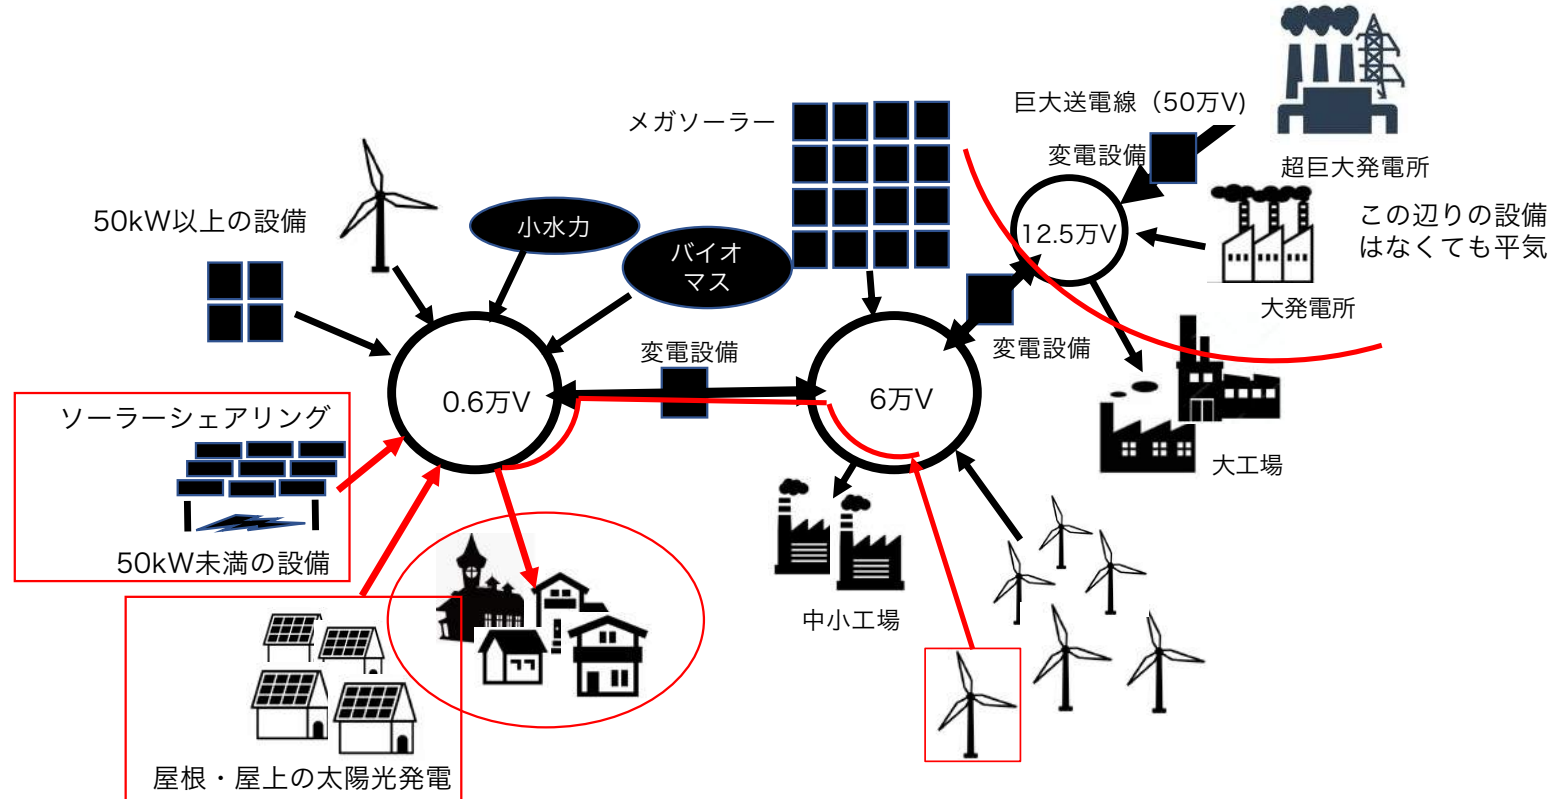 巨大送電線（50万V)
メガソーラー
変電設備
超巨大発電所
50kW以上の設備
小水力
この辺りの設備
はなくても平気
12.5万V
バイオ
マス
大発電所
変電設備
変電設備
0.6万V
6万V
ソーラーシェアリング
大工場
50kW未満の設備
中小工場
屋根・屋上の太陽光発電